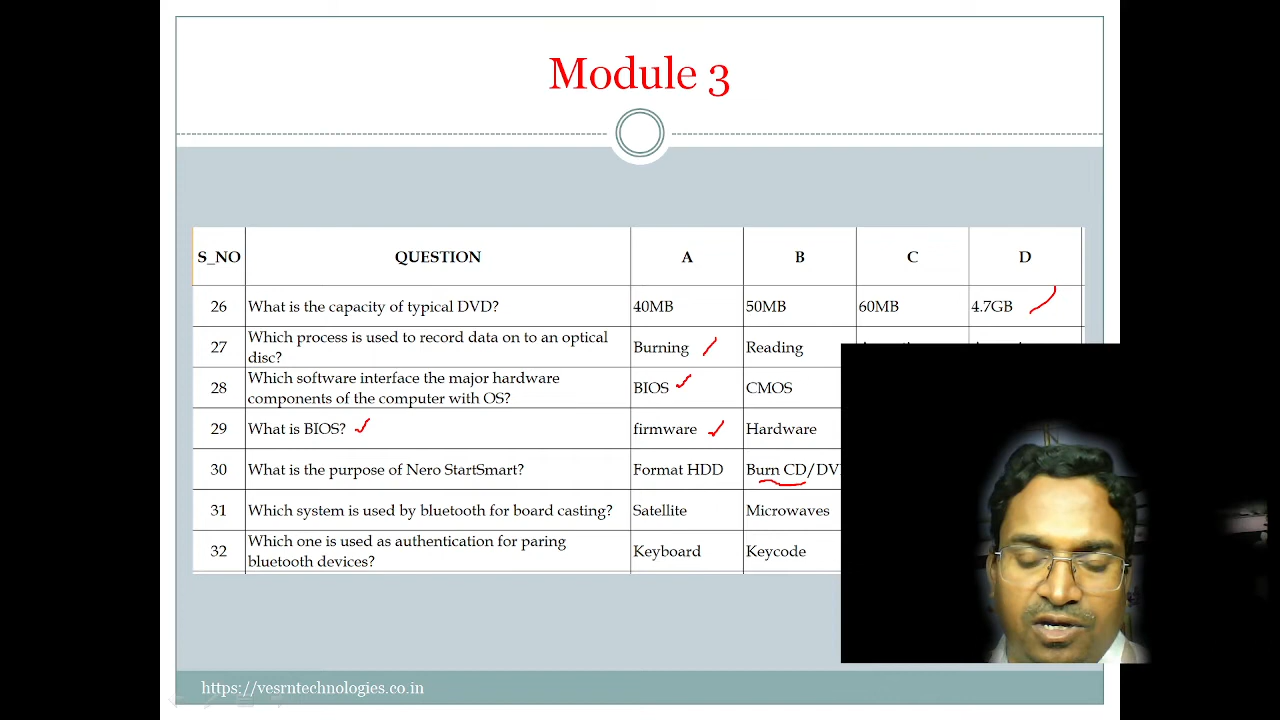 Module 3
S_NO QUESTION A B C D
26 What is the capacity of typical DVD? 40MB 50MB 60MB 4.7GB
27 Which process is used to record data on to an optical disc? Burning Reading
28 Which software interface the major hardware components of the computer with OS? BIOS CMOS
29 What is BIOS? firmware Hardware
30 What is the purpose of Nero StartSmart? Format HDD Burn CD/DV
31 Which system is used by bluetooth for board casting? Satellite Microwaves
32 Which one is used as authentication for paring bluetooth devices? Keyboard Keycode
https://vesrntechnologies.co.in